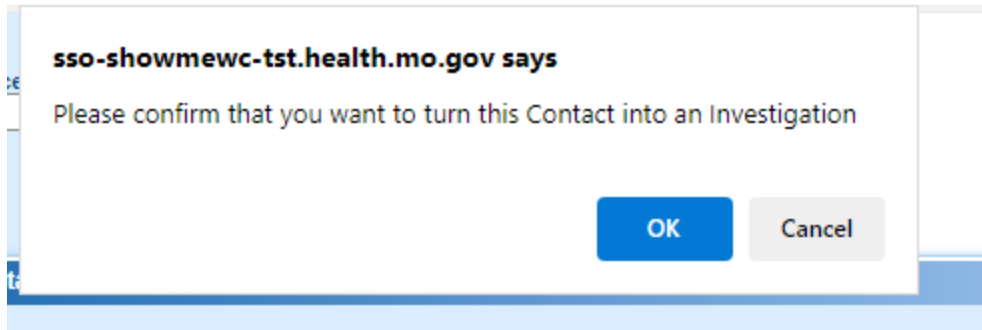 sso-showmewc-tst.health.mo.gov says
Please confirm that you want to turn this Contact into an Investigation
OK
Cancel